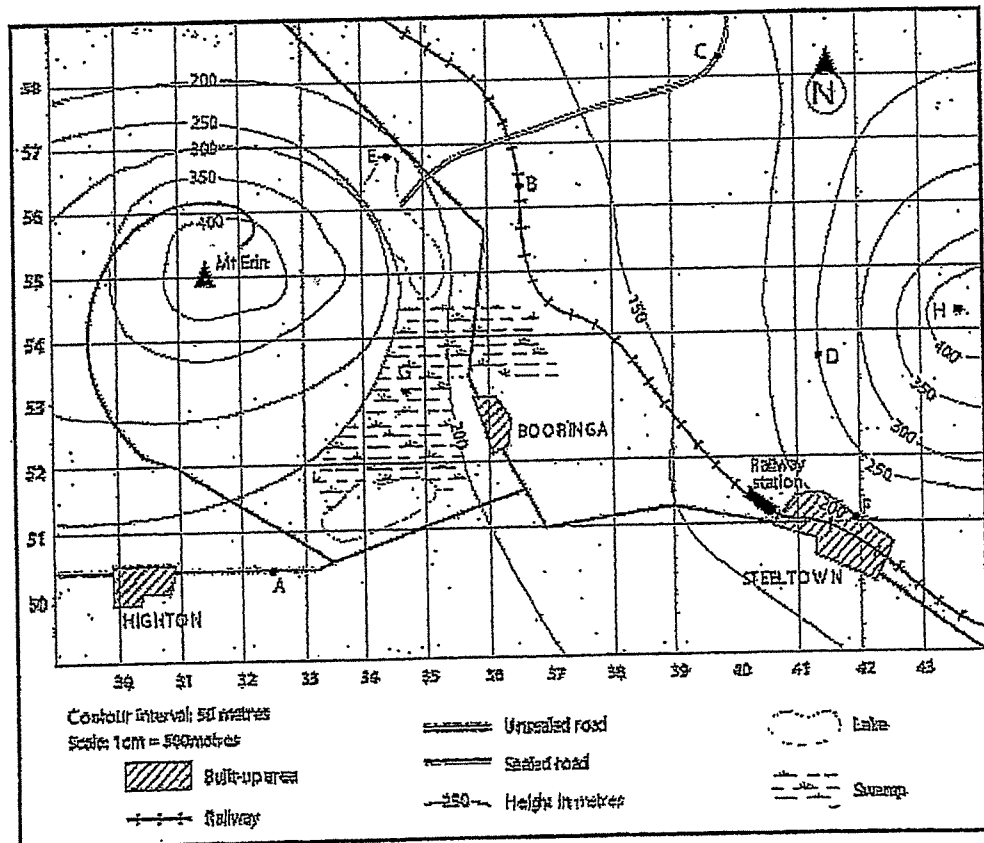 58
57
56
55
54
53
52
51
50
200
250
300
350
400
Mt Erin
E
B
C
N
150
H
400
D
350
300
250
G
200
BOORINGA
Railway
station
200
F
STEELTOWN
A
HIGHTON
30 31 32 33 34 35 36 37 38 39 40 41 42 43
Contour interval: 50 metres
Scale: 1cm = 500metres
Built-up area
Railway
Unsealed road
Sealed road
250 Height in metres
Lake
Swamp